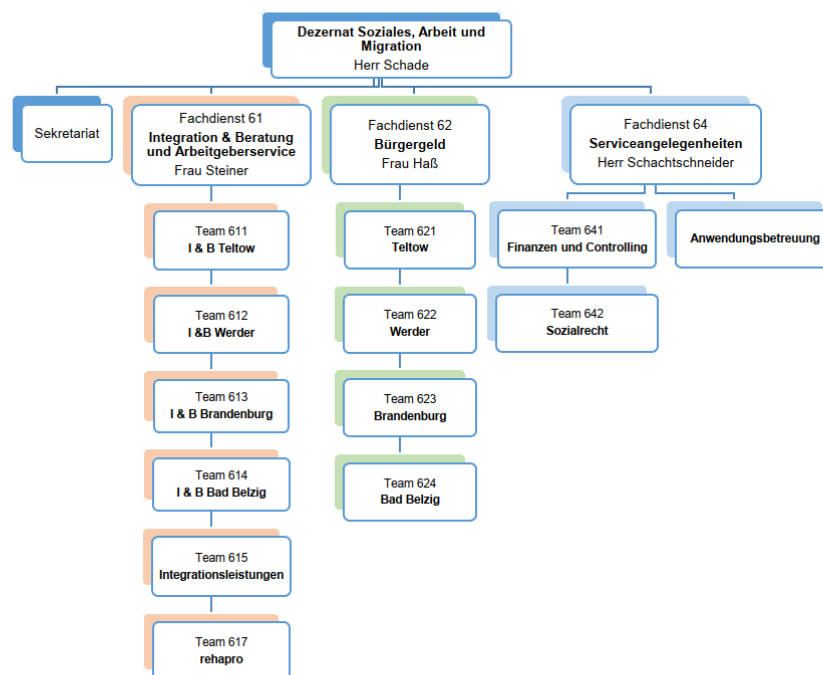 Dezernat Soziales, Arbeit und
Migration
Herr Schade
Sekretariat
Fachdienst 61
Integration & Beratung
und Arbeitgeberservice
Frau Steiner
Team 611
I & B Teltow
Team 612
I &B Werder
Team 613
I & B Brandenburg
Team 614
I & B Bad Belzig
Team 615
Integrationsleistungen
Team 617
rehapro
Fachdienst 62
Bürgergeld
Frau Haß
Team 621
Teltow
Team 622
Werder
Team 623
Brandenburg
Team 624
Bad Belzig
Fachdienst 64
Serviceangelegenheiten
Herr Schachtschneider
Team 641
Finanzen und Controlling
Team 642
Sozialrecht
Anwendungsbetreuung